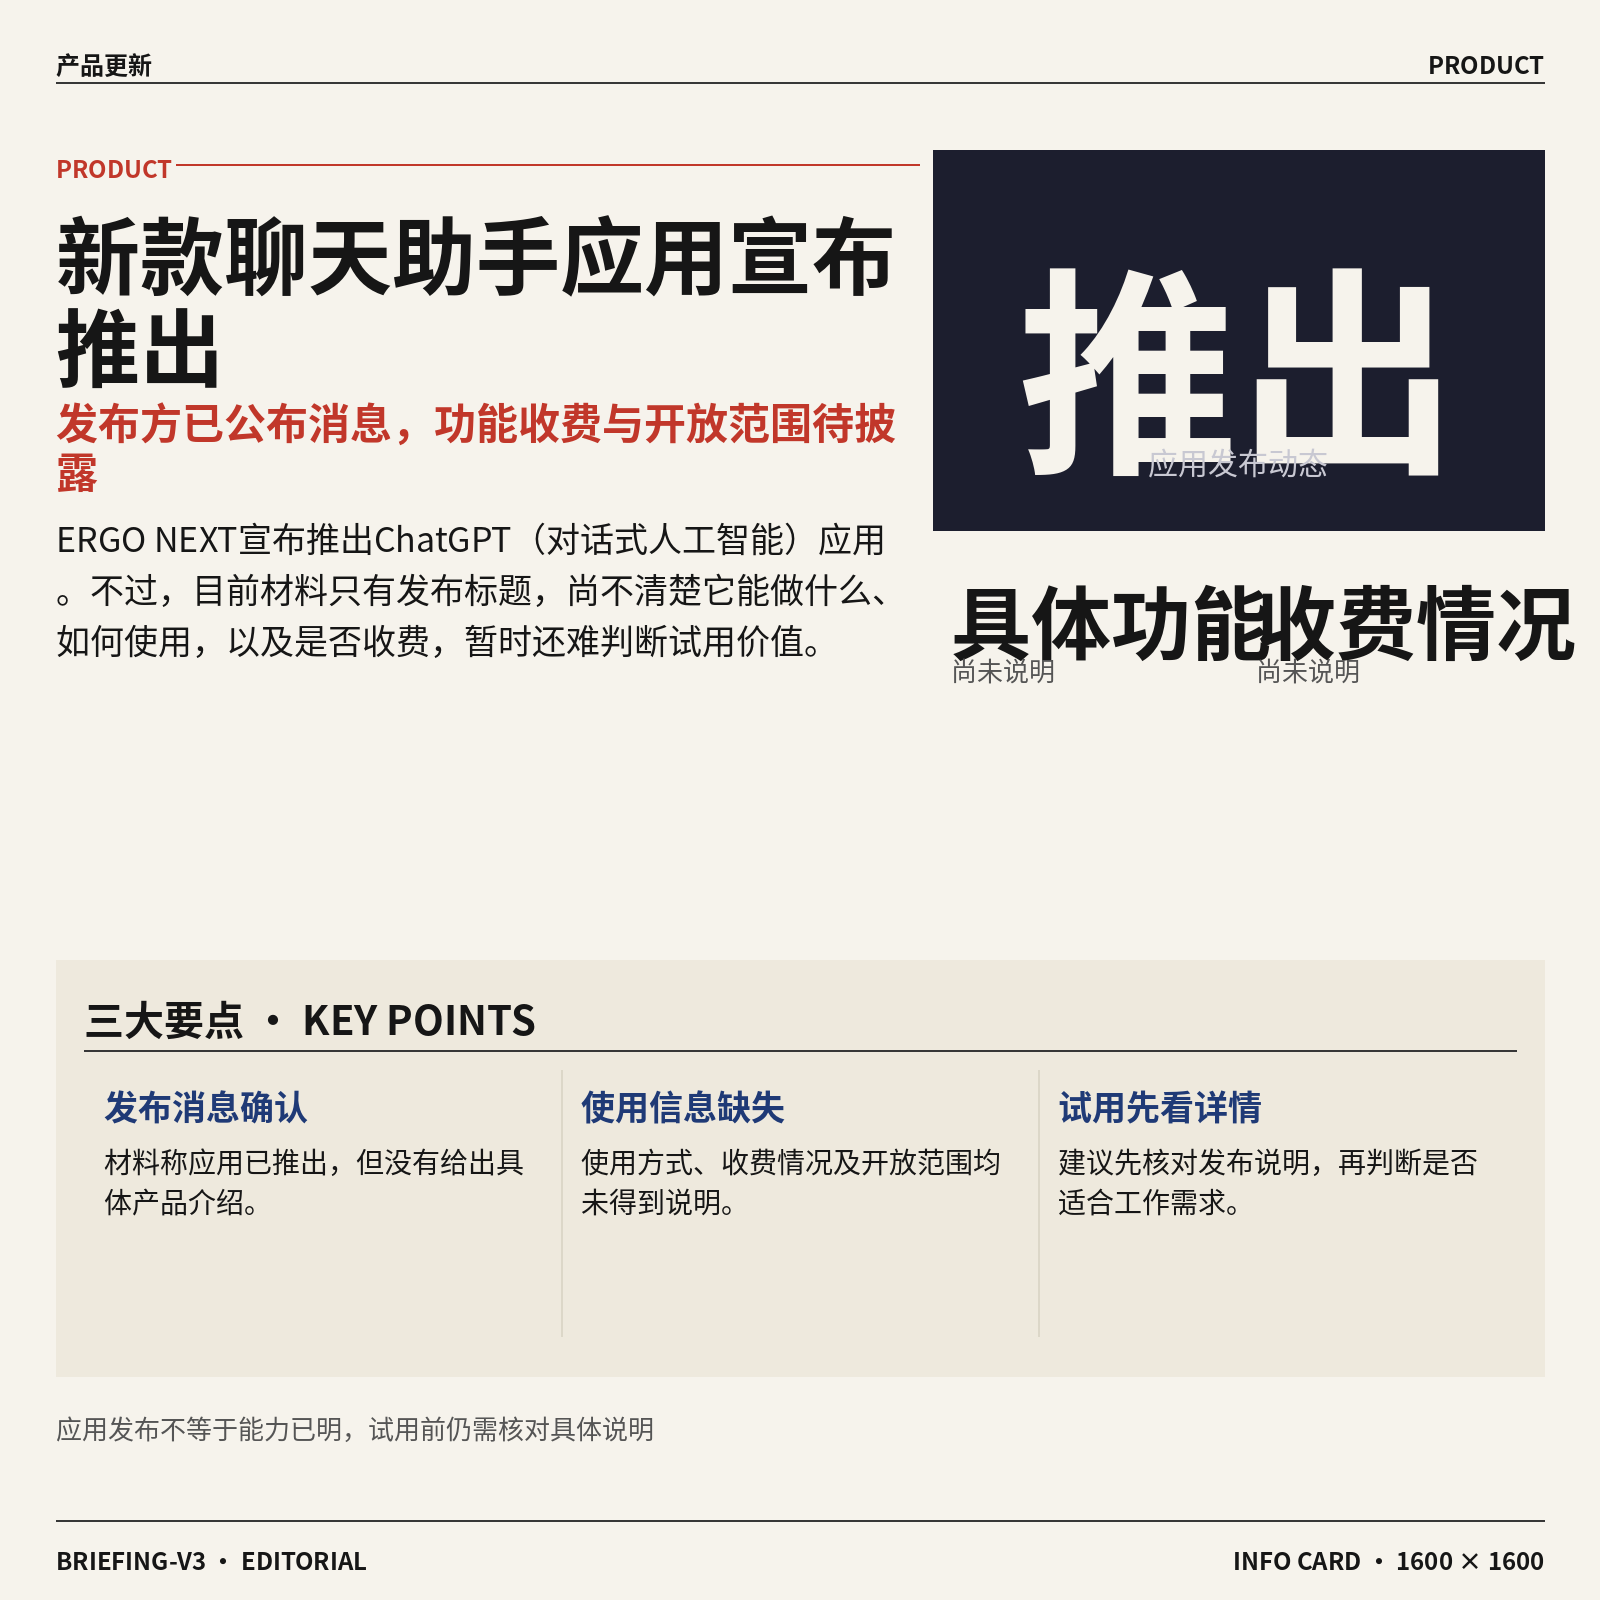 产品更新
PRODUCT
PRODUCT
新款聊天助手应用宣布
推出
发布方已公布消息，功能收费与开放范围待披
露
ERGO NEXT宣布推出ChatGPT（对话式人工智能）应用
。不过，目前材料只有发布标题，尚不清楚它能做什么、
如何使用，以及是否收费，暂时还难判断试用价值。
推出
应用发布动态
具体功能
尚未说明
收费情况
尚未说明
三大要点 · KEY POINTS
发布消息确认
材料称应用已推出，但没有给出具
体产品介绍。
使用信息缺失
使用方式、收费情况及开放范围均
未得到说明。
试用先看详情
建议先核对发布说明，再判断是否
适合工作需求。
应用发布不等于能力已明，试用前仍需核对具体说明
BRIEFING-V3 · EDITORIAL
INFO CARD · 1600 × 1600